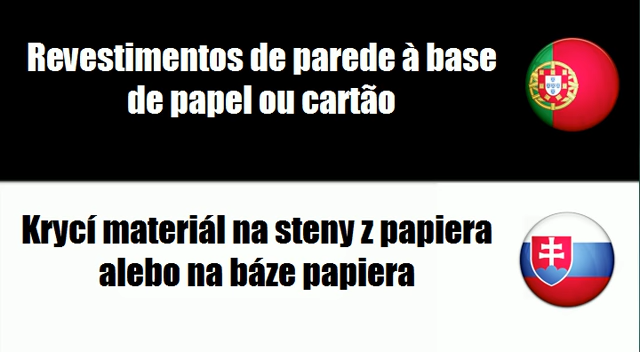 Revestimentos de parede à base
de papel ou cartão
Krycí materiál na steny z papiera
alebo na báze papiera